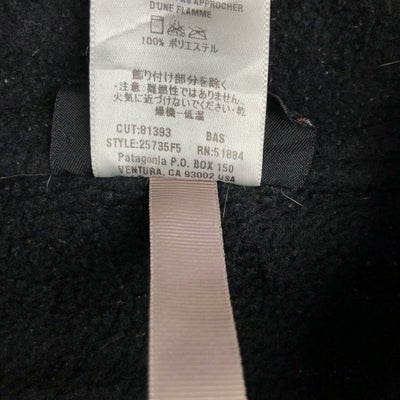 APPROCHER
D'UNE FLAMME
100% ポリエステル
飾り付け部分を除く
・注意:難燃性ではありません。
火気に近づけないでください・乾
燥機ー低温
CUT:81393 BAS
STYLE:25735F5 RN:51884
Patagonia P.O. BOX 150
VENTURA, CA 93002 USA